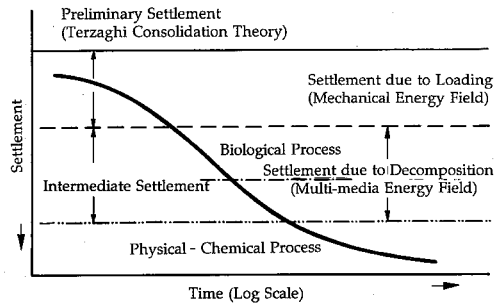 Preliminary Settlement
(Terzaghi Consolidation Theory)
Settlement due to Loading
(Mechanical Energy Field)
Biological Process
Settlement due to Decomposition
(Multi-media Energy Field)
Intermediate Settlement
Physical - Chemical Process
Settlement
Time (Log Scale)